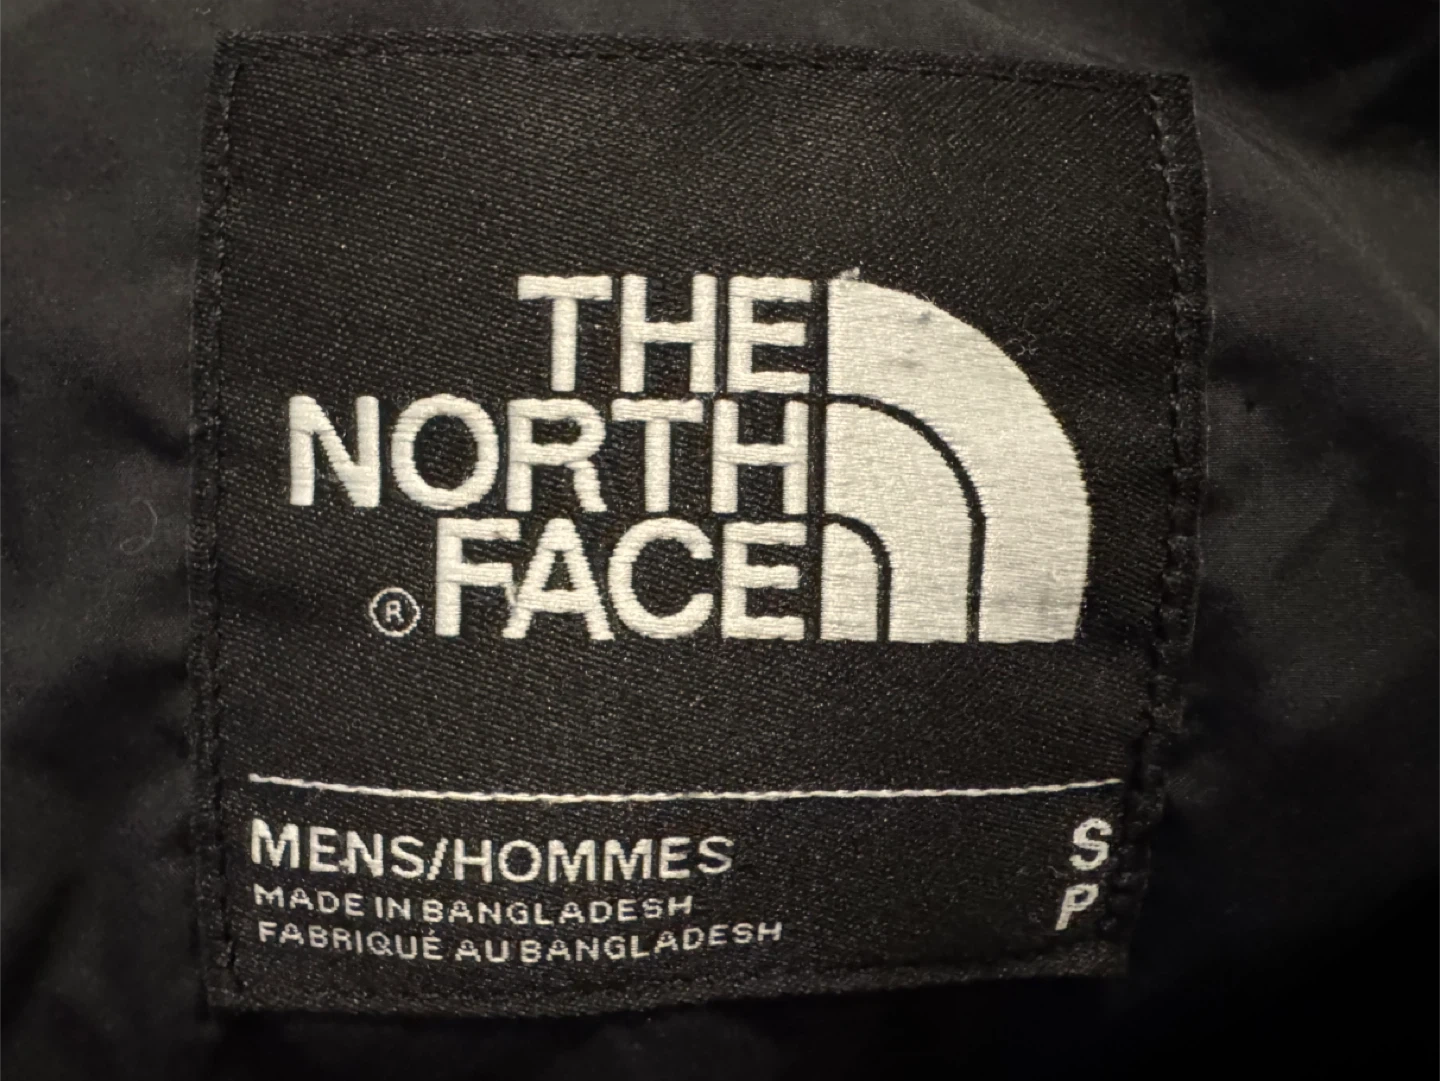 THE
NORTH
®FACE
MENS/HOMMES S
MADE IN BANGLADESH P
FABRIQUÉ AU BANGLADESH